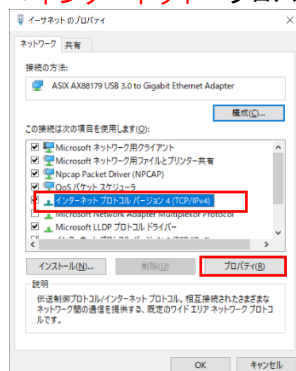 イーサネットのプロパティ
ネットワーク 共有
接続の方法:
ASIX AX88179 USB 3.0 to Gigabit Ethernet Adapter
構成(C)...
この接続は次の項目を使用します(O):
Microsoft ネットワーク用クライアント
Microsoft ネットワーク用ファイルとプリンター共有
Npcap Packet Driver (NPCAP)
QoS パケット スケジューラ
インターネット プロトコル バージョン 4 (TCP/IPv4)
Microsoft Network Adapter Multiplexor Protocol
Microsoft LLDP プロトコル ドライバー
インストール(N)...
削除(U)
プロパティ(R)
説明
伝送制御プロトコル/インターネット プロトコル。相互接続されたさまざまな
ネットワーク間の通信を提供する、既定のワイド エリア ネットワーク プロトコ
ルです。
OK
キャンセル